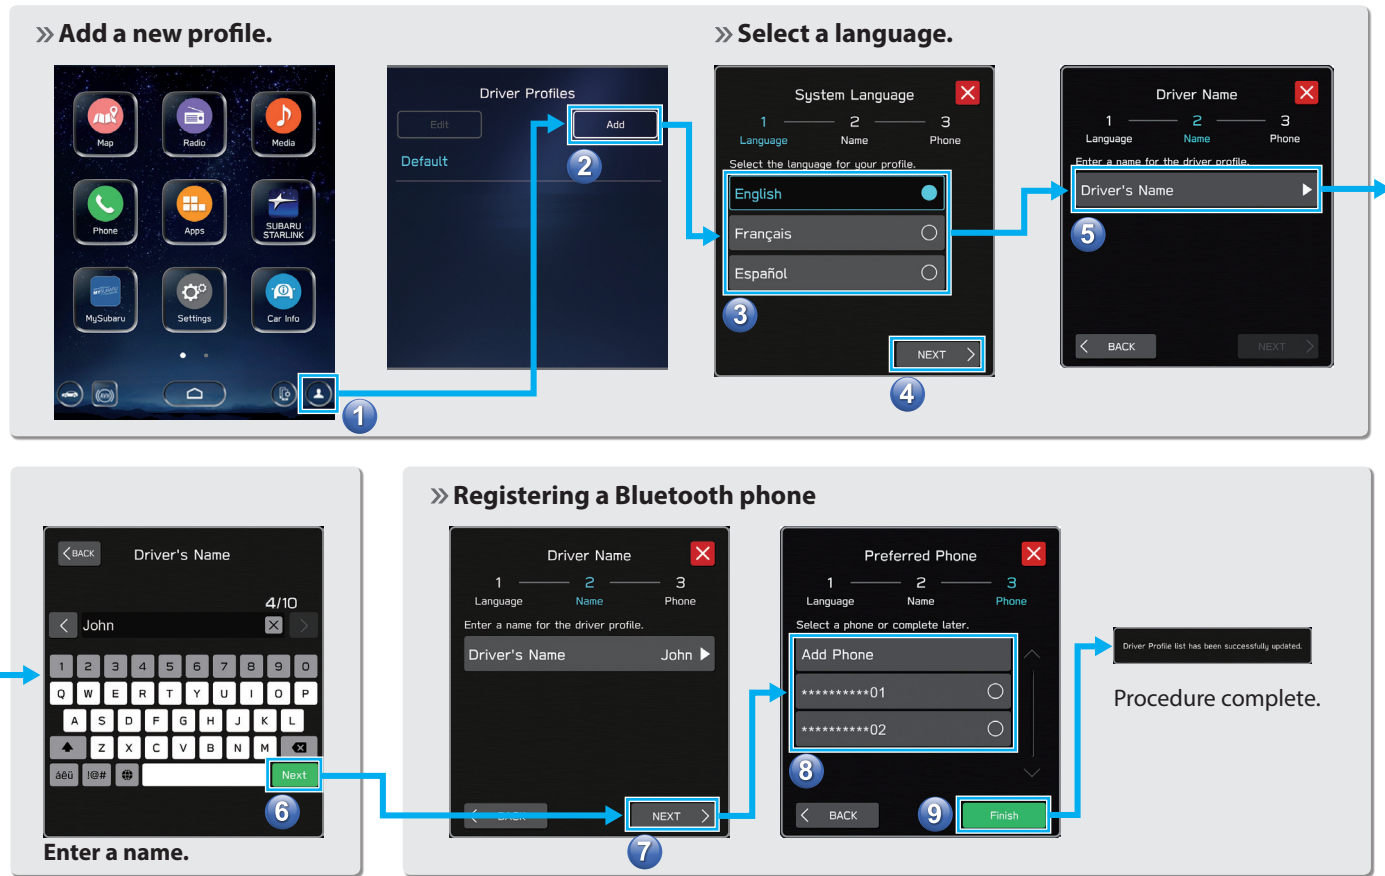 » Add a new profile.
Map
Radio
Media
Phone
Apps
SUBARU
STARLINK
MySubaru
Settings
Car Info
1
Driver Profiles
Edit
Add
2
Default
» Select a language.
System Language
1 2 3
Language Name Phone
Select the language for your profile.
English
Français
Español
3
NEXT >
4
Driver Name
1 2 3
Language Name Phone
Enter a name for the driver profile.
Driver's Name
5
< BACK
NEXT >
< BACK
Driver's Name
4/10
< John >
1 2 3 4 5 6 7 8 9 0
Q W E R T Y U I O P
A S D F G H J K L
Z X C V B N M
áêü !@# Next
6
Enter a name.
» Registering a Bluetooth phone
Driver Name
1 2 3
Language Name Phone
Enter a name for the driver profile.
Driver's Name John
< BACK
NEXT >
7
Preferred Phone
1 2 3
Language Name Phone
Select a phone or complete later.
Add Phone
**********01
**********02
8
< BACK
9
Finish
Driver Profile list has been successfully updated.
Procedure complete.